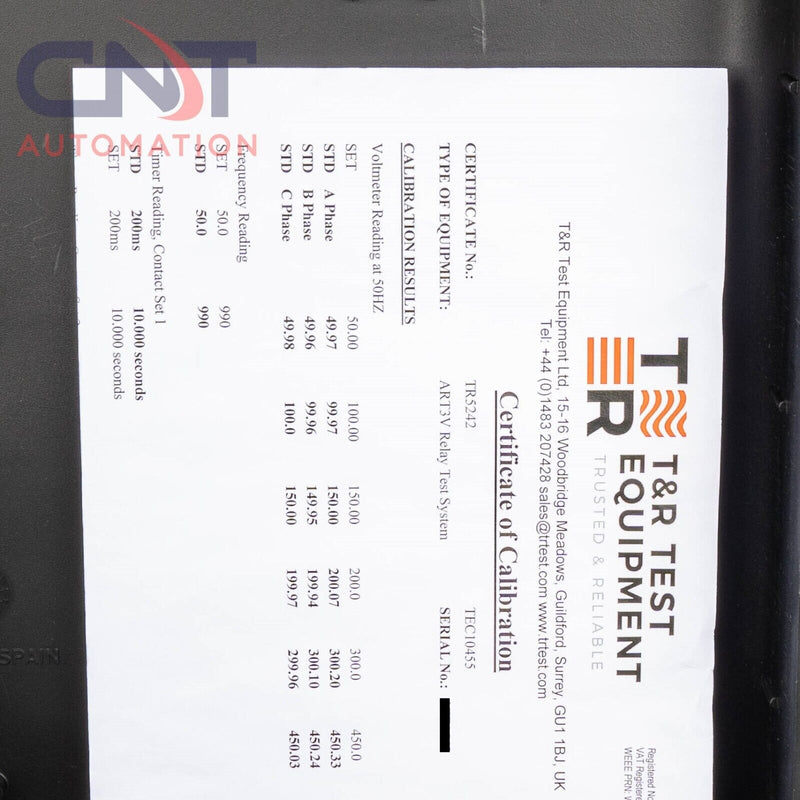 CNT
AUTOMATION
T&R TEST
EQUIPMENT
TRUSTED & RELIABLE
T&R Test Equipment Ltd, 15-16 Woodbridge Meadows, Guildford, Surrey, GU1 1BJ, UK
Tel: +44 (0)1483 207428 sales@trtest.com www.trtest.com
Certificate of Calibration
CERTIFICATE No.: TR5242 TEC10455
TYPE OF EQUIPMENT: ART3V Relay Test System SERIAL No.:
CALIBRATION RESULTS
Voltmeter Reading at 50HZ
SET 50.00 100.00 150.00 200.0 300.0 450.0
STD A Phase 49.97 99.97 150.00 200.07 300.20 450.33
STD B Phase 49.96 99.96 149.95 199.94 300.10 450.24
STD C Phase 49.98 100.0 150.00 199.97 299.96 450.03
Frequency Reading
SET 50.0 990
STD 50.0 990
Timer Reading, Contact Set 1
STD 200ms 10.000 seconds
SET 200ms 10.000 seconds
SPAIN